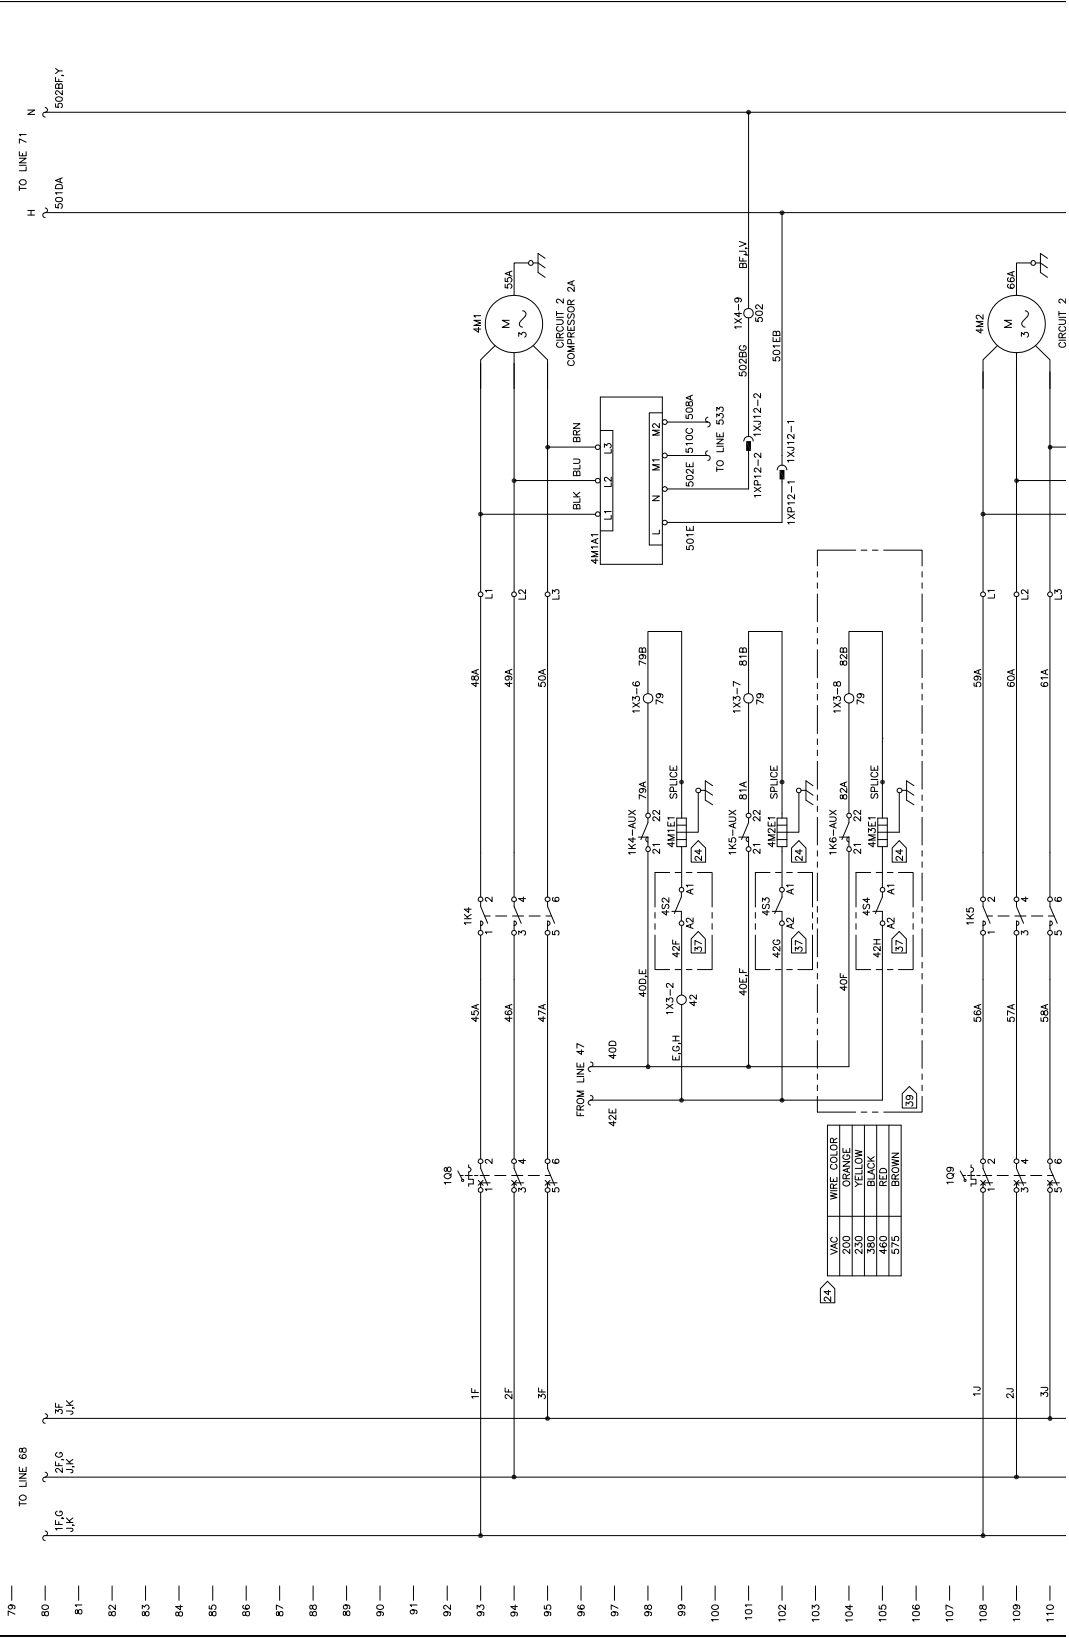 TO LINE 71
N
502BF,Y
H
501DA
TO LINE 68
3F
J,K
2F,G
J,K
1F,G
J,K
79
80
81
82
83
84
85
86
87
88
89
90
91
92
93
94
95
96
97
98
99
100
101
102
103
104
105
106
107
108
109
110
1F
2F
3F
1Q8
1
2
3
4
5
6
45A
46A
47A
1K4
1
2
3
4
5
6
48A
49A
50A
L1
L2
L3
4M1
M
3
55A
CIRCUIT 2
COMPRESSOR 2A
BLK
BLU
BRN
4M1A1
L1
L2
L3
L
N
M1
M2
501E
502E
510C
508A
TO LINE 533
1XP12-2
1XJ12-2
502BG
1X4-9
502
BF,J,V
1XP12-1
1XJ12-1
501EB
FROM LINE 47
40D
42E
40D,E
1K4-AUX
21
22
79A
1X3-6
79
79B
E,G,H
1X3-2
42
42F
4S2
A2
A1
37
4M1E1
24
SPLICE
40E,F
1K5-AUX
21
22
81A
1X3-7
79
81B
42G
4S3
A2
A1
37
4M2E1
24
SPLICE
40F
1K6-AUX
21
22
82A
1X3-8
79
82B
42H
4S4
A2
A1
37
4M3E1
24
SPLICE
39
24
VAC WIRE COLOR
200 ORANGE
230 YELLOW
380 BLACK
460 RED
575 BROWN
1J
2J
3J
1Q9
1
2
3
4
5
6
56A
57A
58A
1K5
1
2
3
4
5
6
59A
60A
61A
L1
L2
L3
4M2
M
3
66A
CIRCUIT 2